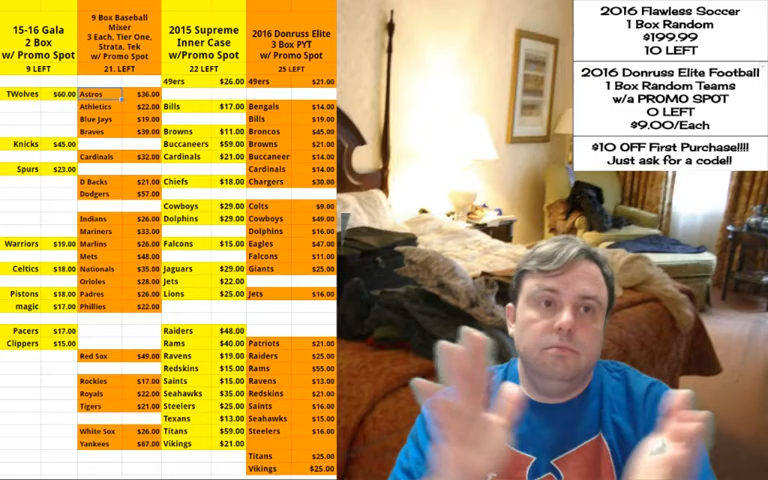 15-16 Gala
2 Box
w/ Promo Spot
9 LEFT
TWolves $60.00
Knicks $45.00
Spurs $23.00
Warriors $19.00
Celtics $18.00
Pistons $18.00
magic $17.00
Pacers $17.00
Clippers $15.00
9 Box Baseball
Mixer
3 Each, Tier One,
Strata, Tek
w/ Promo Spot
21. LEFT
Astros $36.00
Athletics $22.00
Blue Jays $19.00
Braves $39.00
Cardinals $32.00
D Backs $21.00
Dodgers $57.00
Indians $26.00
Mariners $33.00
Marlins $26.00
Mets $48.00
Nationals $35.00
Orioles $28.00
Padres $26.00
Phillies $22.00
Red Sox $49.00
Rockies $17.00
Royals $22.00
Tigers $21.00
White Sox $26.00
Yankees $67.00
2015 Supreme
Inner Case
w/Promo Spot
22 LEFT
49ers $26.00
Bills $17.00
Browns $11.00
Buccaneers $59.00
Cardinals $21.00
Chiefs $18.00
Cowboys $29.00
Dolphins $29.00
Falcons $15.00
Jaguars $29.00
Jets $22.00
Lions $25.00
Raiders $48.00
Rams $40.00
Ravens $19.00
Redskins $15.00
Saints $15.00
Seahawks $35.00
Steelers $25.00
Texans $13.00
Titans $59.00
Vikings $21.00
2016 Donruss Elite
3 Box PYT
w/ Promo Spot
25 LEFT
49ers $21.00
Bengals $14.00
Bills $19.00
Broncos $45.00
Browns $21.00
Buccaneer $14.00
Cardinals $14.00
Chargers $30.00
Colts $9.00
Cowboys $49.00
Dolphins $16.00
Eagles $47.00
Falcons $11.00
Giants $25.00
Jets $16.00
Patriots $21.00
Raiders $25.00
Rams $55.00
Ravens $13.00
Redskins $21.00
Saints $16.00
Seahawks $15.00
Steelers $16.00
Titans $25.00
Vikings $25.00
2016 Flawless Soccer
1 Box Random
$199.99
10 LEFT
2016 Donruss Elite Football
1 Box Random Teams
w/a PROMO SPOT
0 LEFT
$9.00/Each
$10 OFF First Purchase!!!!
Just ask for a code!!